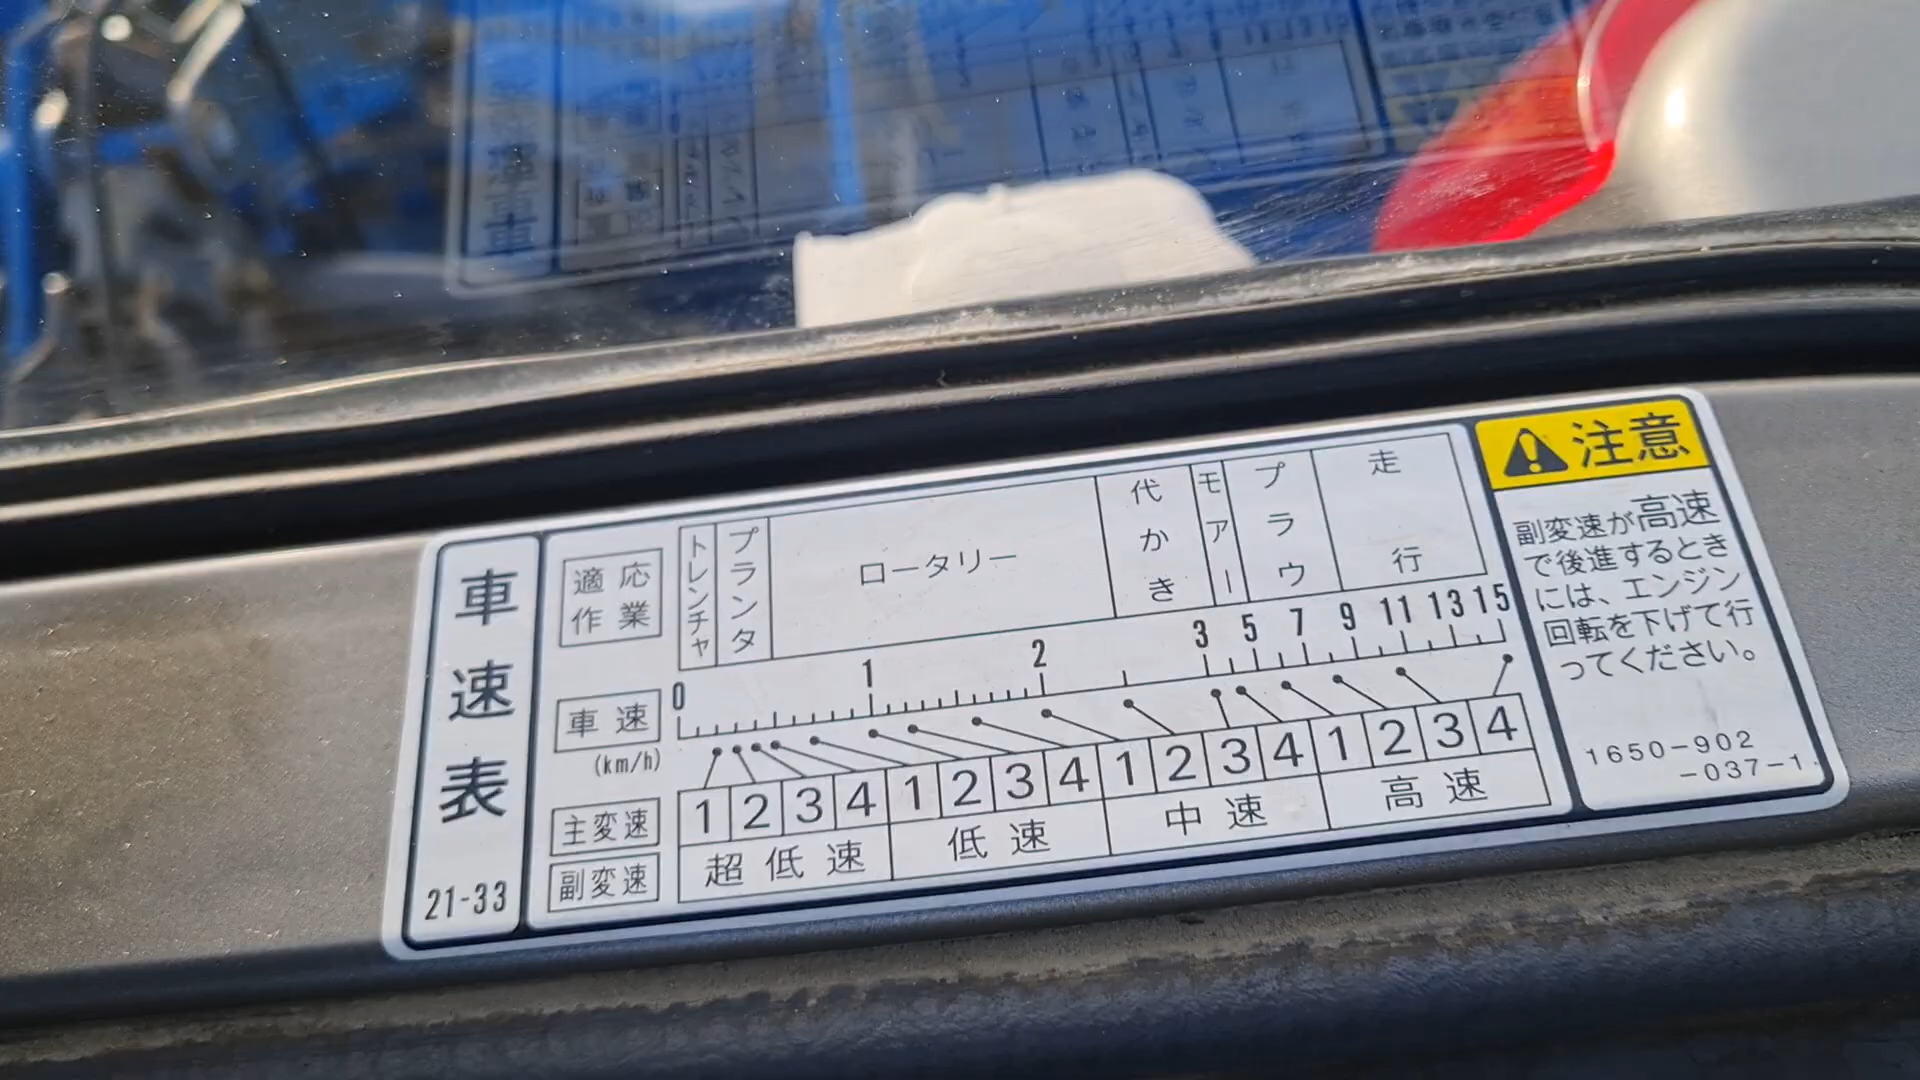 車速表
21-33
適応作業
トレンチャ
プランタ
ロータリー
代かき
モアー
プラウ
走行
車速
(km/h)
0 1 2 3 5 7 9 11 13 15
主変速
1 2 3 4 1 2 3 4 1 2 3 4 1 2 3 4
副変速
超低速 低速 中速 高速
注意
副変速が高速
で後進するとき
には、エンジン
回転を下げて行
ってください。
1650-902
-037-1